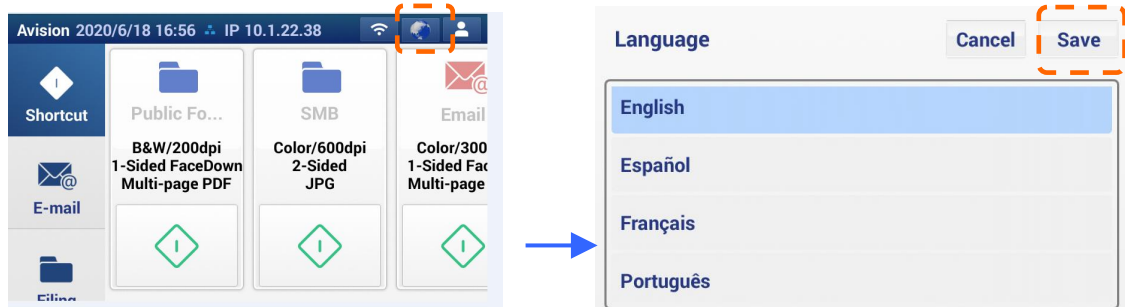 Avision 2020/6/18 16:56 IP 10.1.22.38
Shortcut
E-mail
Filing
Public Fo...
B&W/200dpi
1-Sided FaceDown
Multi-page PDF
SMB
Color/600dpi
2-Sided
JPG
Email
Color/300
1-Sided Fac
Multi-page
Language
Cancel
Save
English
Español
Français
Português